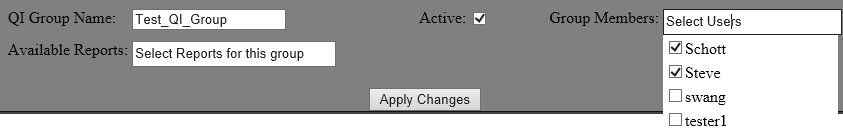 QI Group Name: Test_QI_Group Active: Group Members: Select Users
Available Reports: Select Reports for this group
Schott
Steve
swang
tester1
Apply Changes